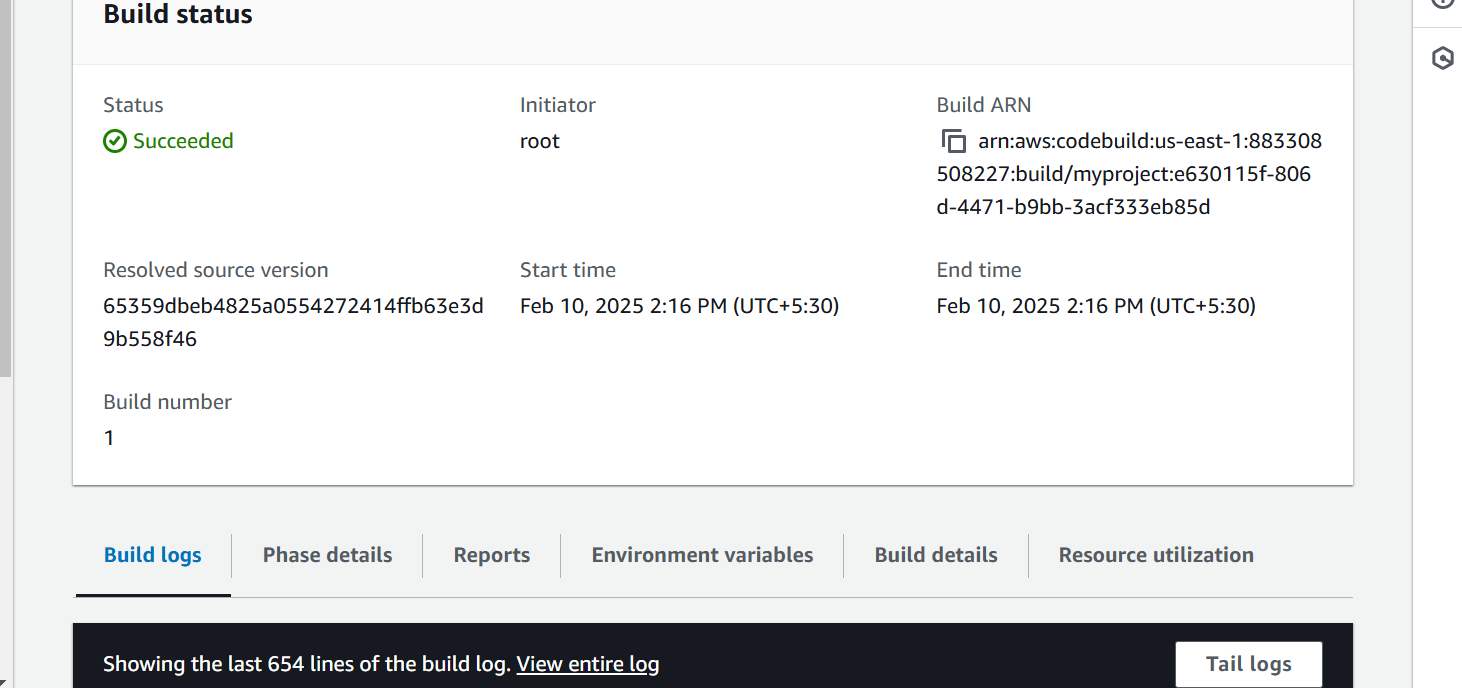 Build status
Status
Succeeded
Initiator
root
Build ARN
arn:aws:codebuild:us-east-1:883308
508227:build/myproject:e630115f-806
d-4471-b9bb-3acf333eb85d
Resolved source version
65359dbeb4825a0554272414ffb63e3d
9b558f46
Start time
Feb 10, 2025 2:16 PM (UTC+5:30)
End time
Feb 10, 2025 2:16 PM (UTC+5:30)
Build number
1
Build logs
Phase details
Reports
Environment variables
Build details
Resource utilization
Showing the last 654 lines of the build log. View entire log
Tail logs